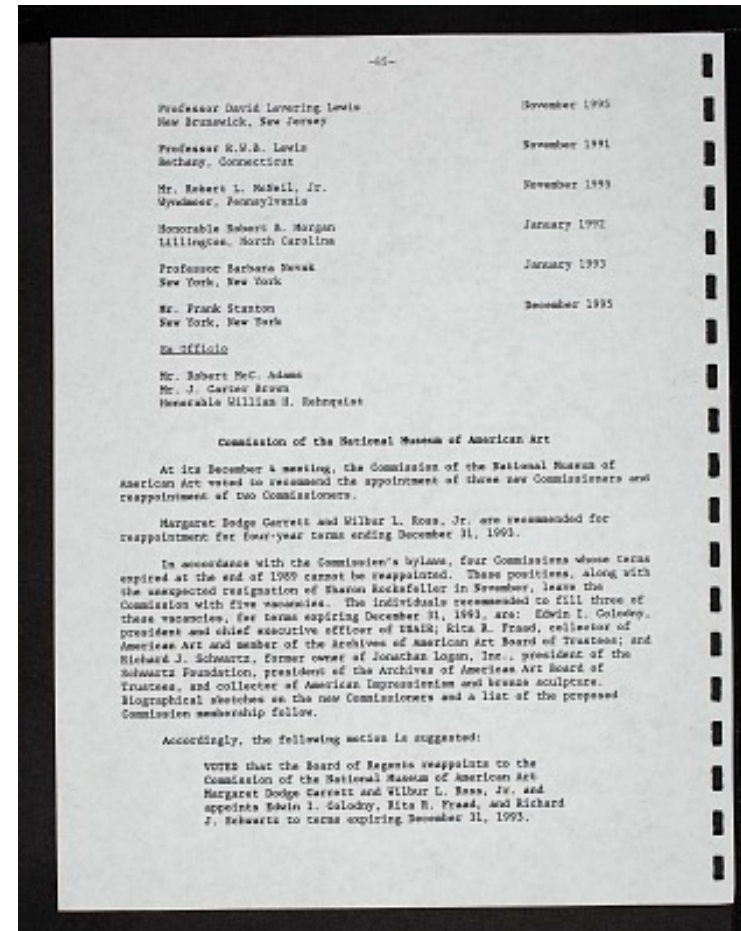 -65-
Professor David Levering Lewis November 1995
New Brunswick, New Jersey
Professor R.W.B. Lewis November 1991
Bethany, Connecticut
Mr. Robert L. McNeil, Jr. November 1993
Wyndmoor, Pennsylvania
Honorable Robert B. Morgan January 1992
Lillington, North Carolina
Professor Barbara Novak January 1993
New York, New York
Mr. Frank Stanton December 1995
New York, New York
Ex Officio
Mr. Robert McC. Adams
Mr. J. Carter Brown
Honorable William H. Rehnquist
Commission of the National Museum of American Art
At its December 4 meeting, the Commission of the National Museum of
American Art voted to recommend the appointment of three new Commissioners and
reappointment of two Commissioners.
Margaret Dodge Garrett and Wilbur L. Ross, Jr. are recommended for
reappointment for four-year terms ending December 31, 1993.
In accordance with the Commission's bylaws, four Commissions whose terms
expired at the end of 1989 cannot be reappointed. These positions, along with
the unexpected resignation of Sharon Rockefeller in November, leave the
Commission with five vacancies. The individuals recommended to fill three of
these vacancies, for terms expiring December 31, 1993, are: Edwin I. Colodny,
president and chief executive officer of USAIR; Rita R. Fraad, collector of
American Art and member of the Archives of American Art Board of Trustees; and
Richard J. Schwartz, former owner of Jonathan Logan, Inc., president of the
Schwartz Foundation, president of the Archives of American Art Board of
Trustees, and collector of American Impressionism and bronze sculpture.
Biographical sketches on the new Commissioners and a list of the proposed
Commission membership follow.
Accordingly, the following motion is suggested:
VOTED that the Board of Regents reappoints to the
Commission of the National Museum of American Art
Margaret Dodge Garrett and Wilbur L. Ross, Jr. and
appoints Edwin I. Colodny, Rita R. Fraad, and Richard
J. Schwartz to terms expiring December 31, 1993.